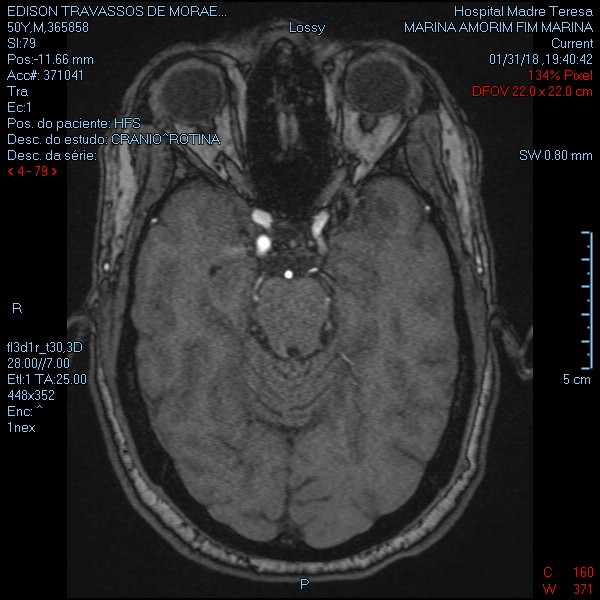 EDISON TRAVASSOS DE MORAE...
50Y,M,365858
Sl:79
Pos:-11.66 mm
Acc#: 371041
Tra
Ec:1
Pos. do paciente: HFS
Desc. do estudo: CRANIO^ROTINA
Desc. da série:
< 4 - 79 >
Lossy
Hospital Madre Teresa
MARINA AMORIM FIM MARINA
Current
01/31/18 ,19:40:42
134% Pixel
DFOV 22.0 x 22.0 cm
SW 0.80 mm
R
fl3d1r_t30,3D
28.00//7.00
Etl:1 TA:25.00
448x352
Enc: ^
1nex
5 cm
P
C 160
W 371